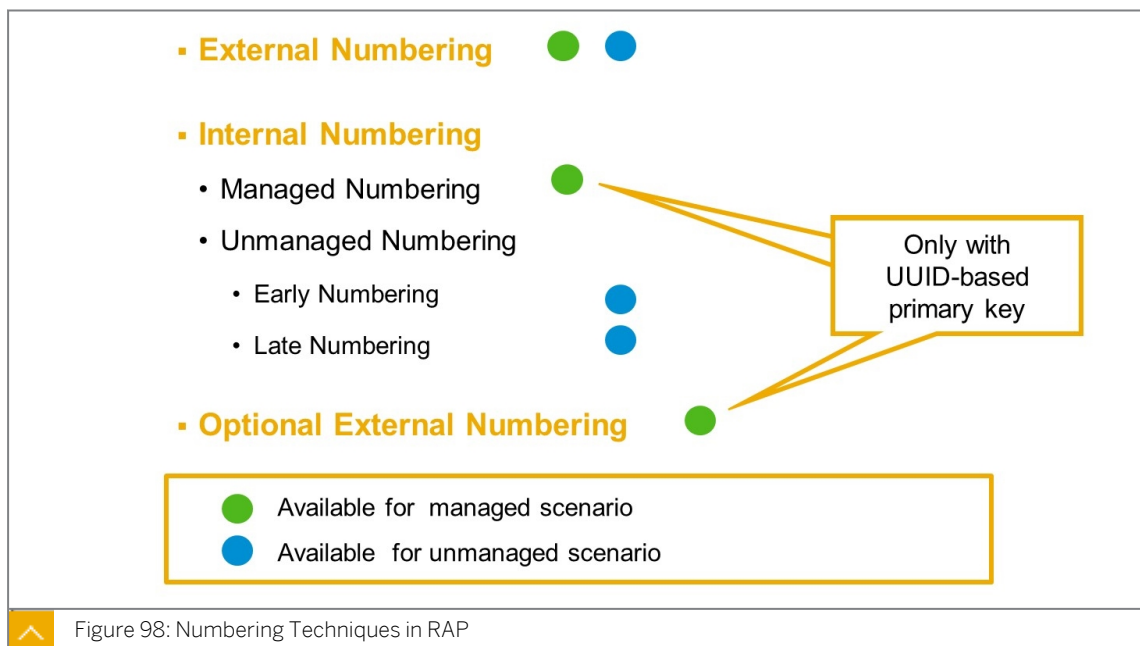 ▪ External Numbering
▪ Internal Numbering
• Managed Numbering
• Unmanaged Numbering
• Early Numbering
• Late Numbering
Only with
UUID-based
primary key
▪ Optional External Numbering
Available for managed scenario
Available for unmanaged scenario
Figure 98: Numbering Techniques in RAP